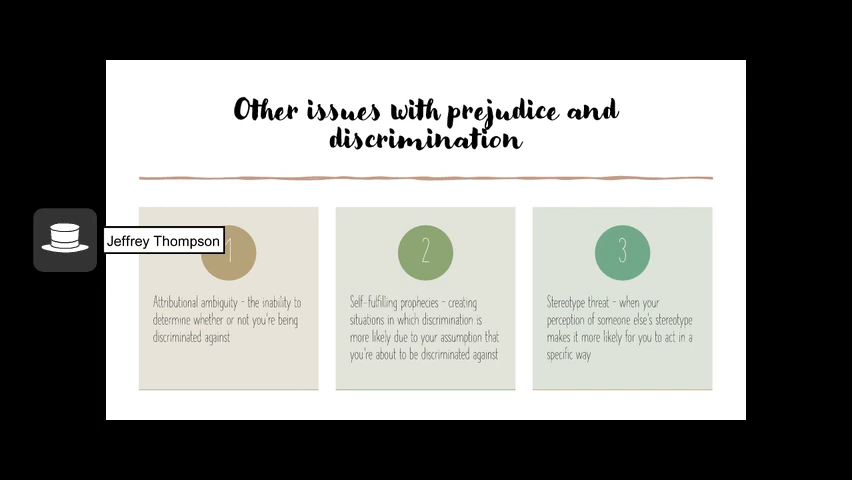 Other issues with prejudice and
discrimination
Jeffrey Thompson
1
Attributional ambiguity - the inability to
determine whether or not you're being
discriminated against
2
Self-fulfilling prophecies - creating
situations in which discrimination is
more likely due to your assumption that
you're about to be discriminated against
3
Stereotype threat - when your
perception of someone else's stereotype
makes it more likely for you to act in a
specific way